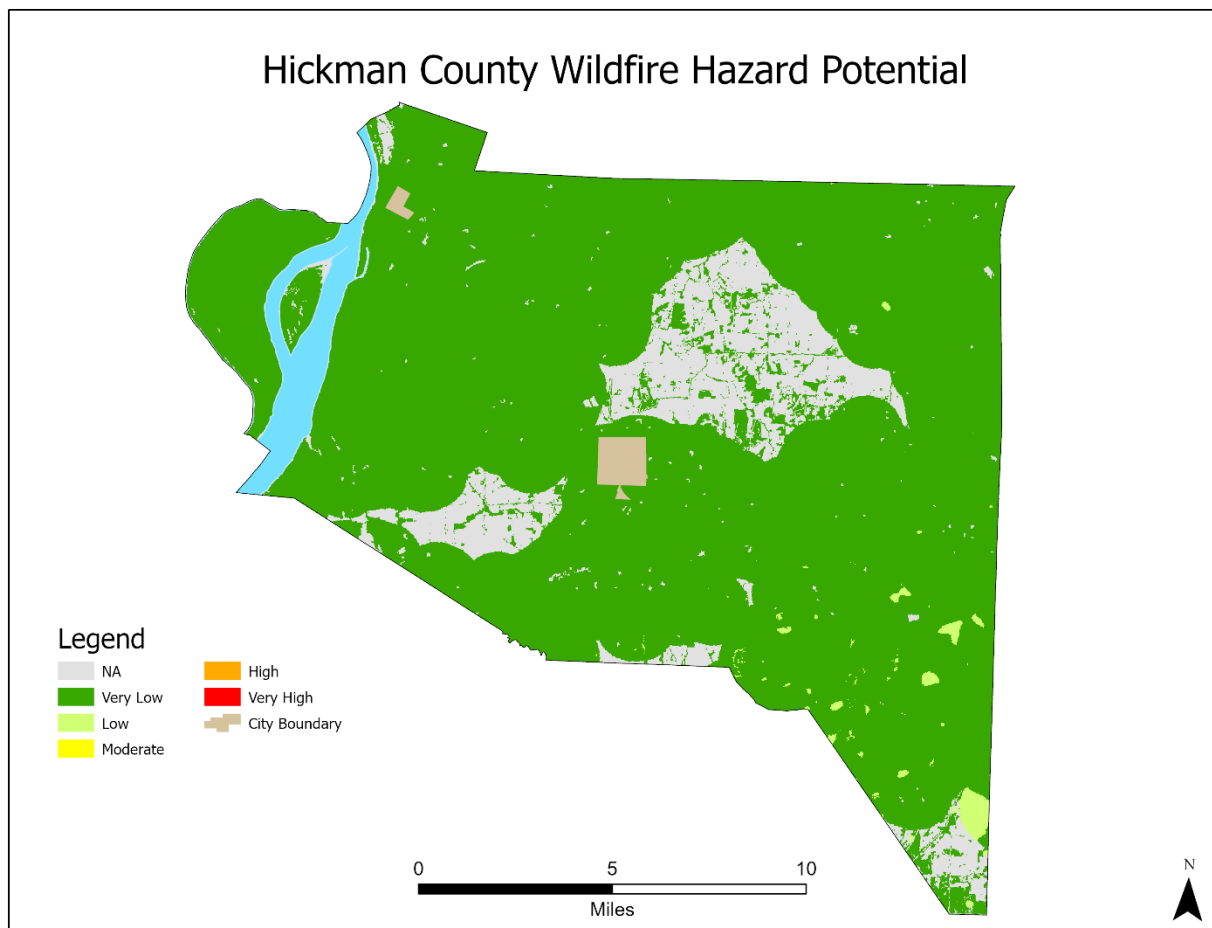 Hickman County Wildfire Hazard Potential
Legend
NA
Very Low
Low
Moderate
High
Very High
City Boundary
0 5 10
Miles
N